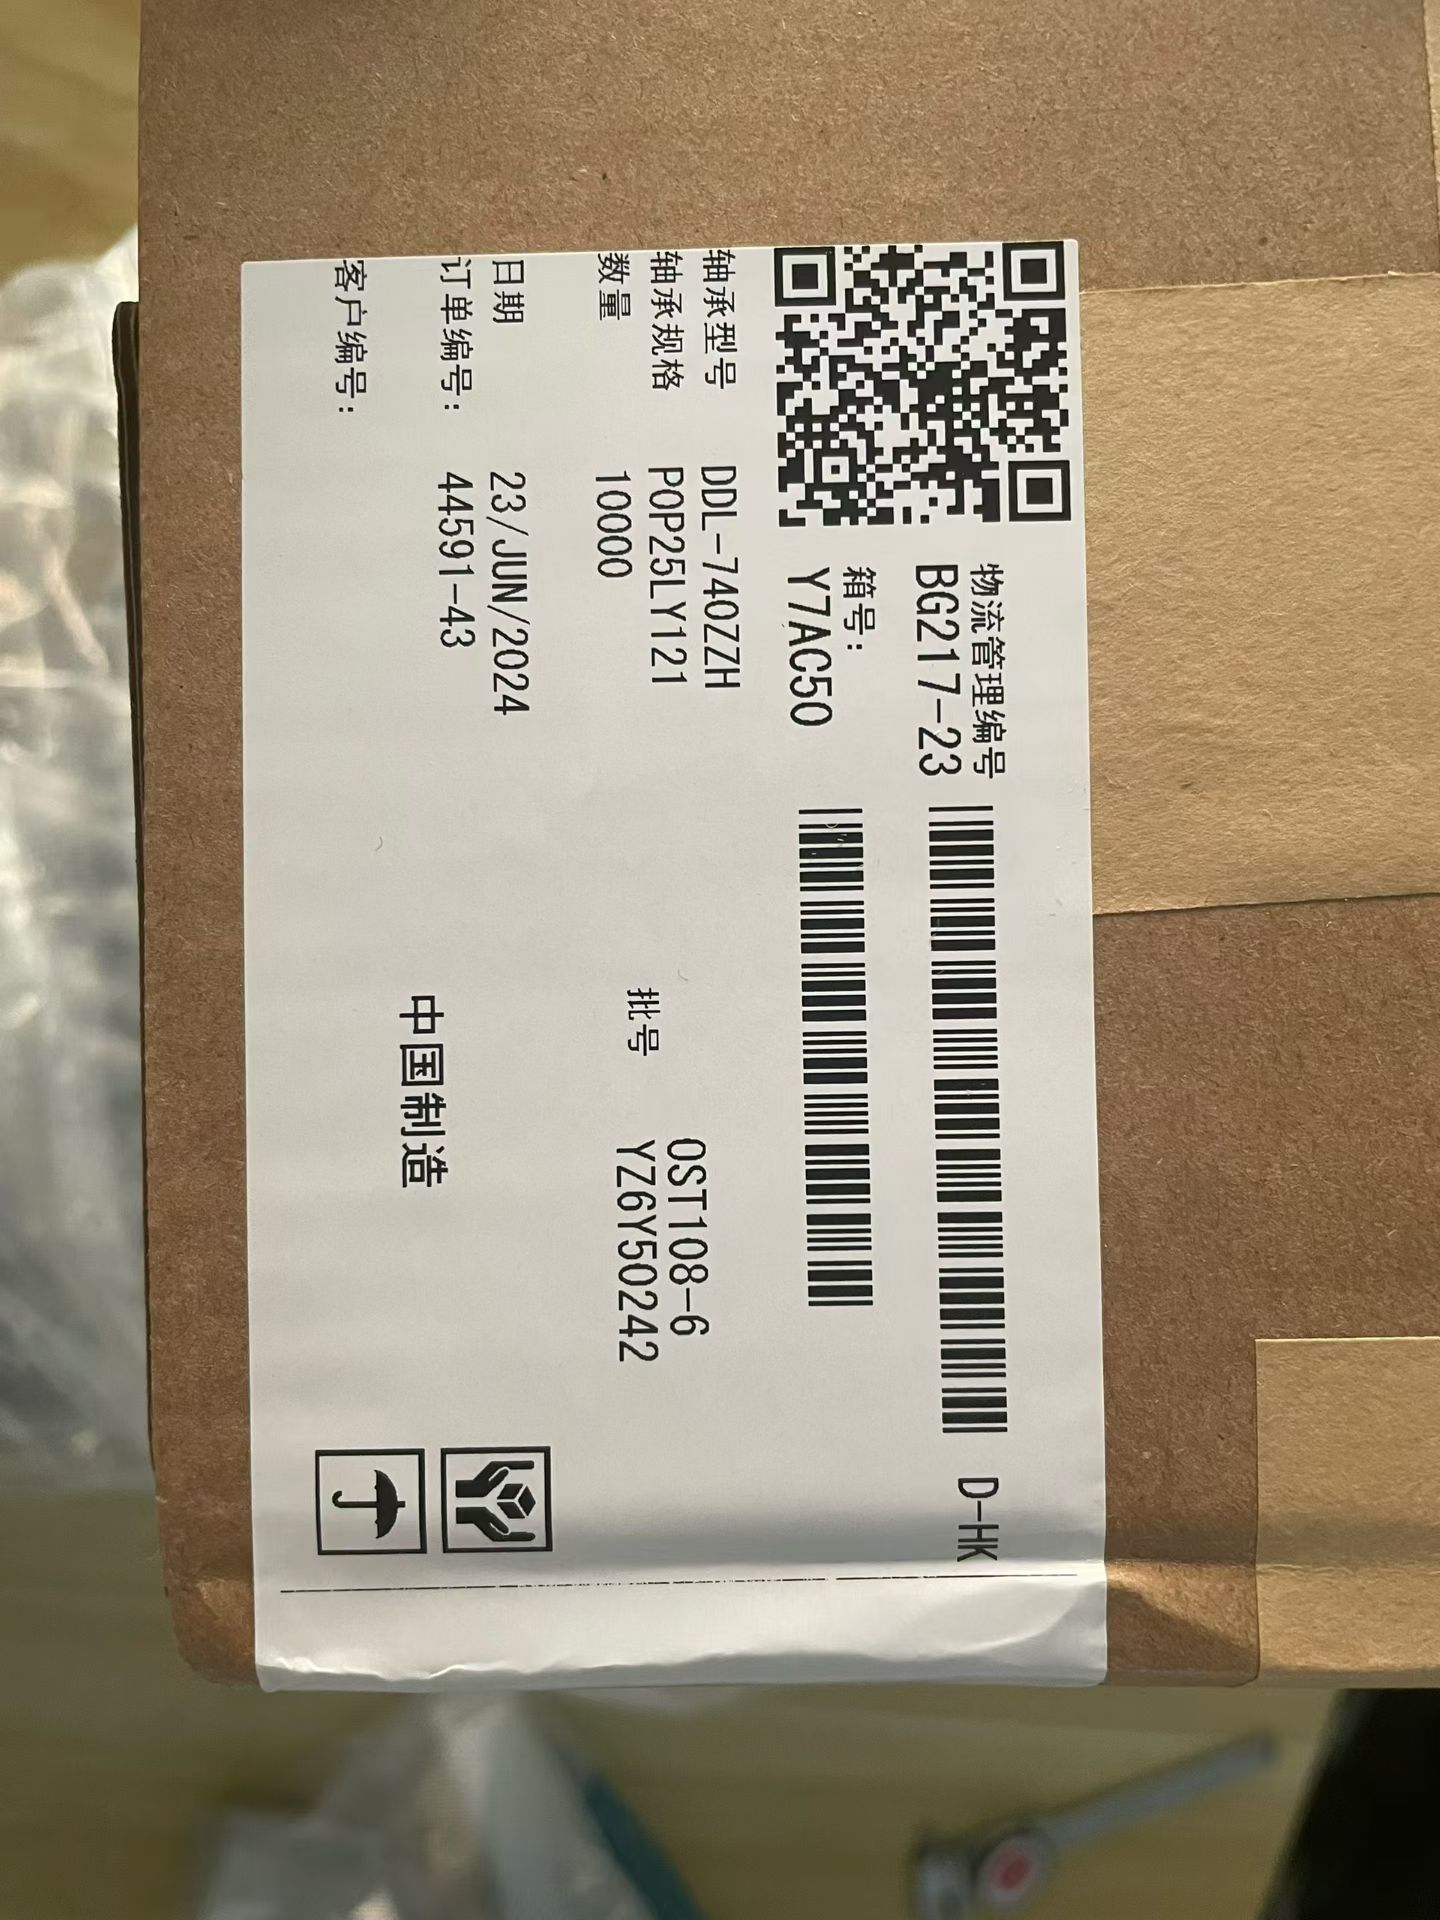 物流管理编号
BG217-23
D-HK
箱号:
Y7AC50
轴承型号 DDL-740ZZH
轴承规格 P0P25LY121
OST108-6
数量 10000
批号 YZ6Y50242
日期 23/JUN/2024
订单编号: 44591-43
中国制造
客户编号: